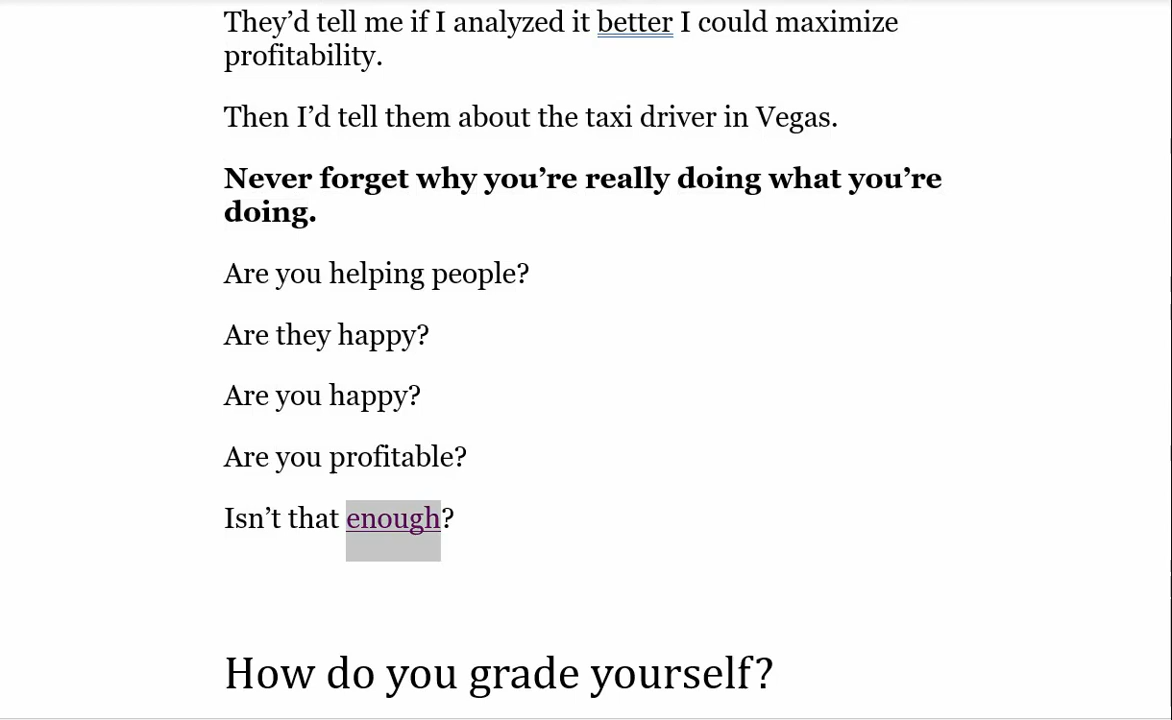 They’d tell me if I analyzed it better I could maximize
profitability.
Then I’d tell them about the taxi driver in Vegas.
Never forget why you’re really doing what you’re
doing.
Are you helping people?
Are they happy?
Are you happy?
Are you profitable?
Isn’t that enough?
How do you grade yourself?